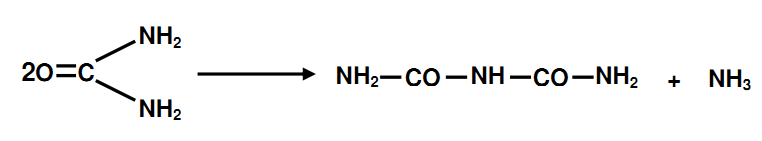 NH₂
2O=C
NH₂
NH₂–CO–NH–CO–NH₂ + NH₃